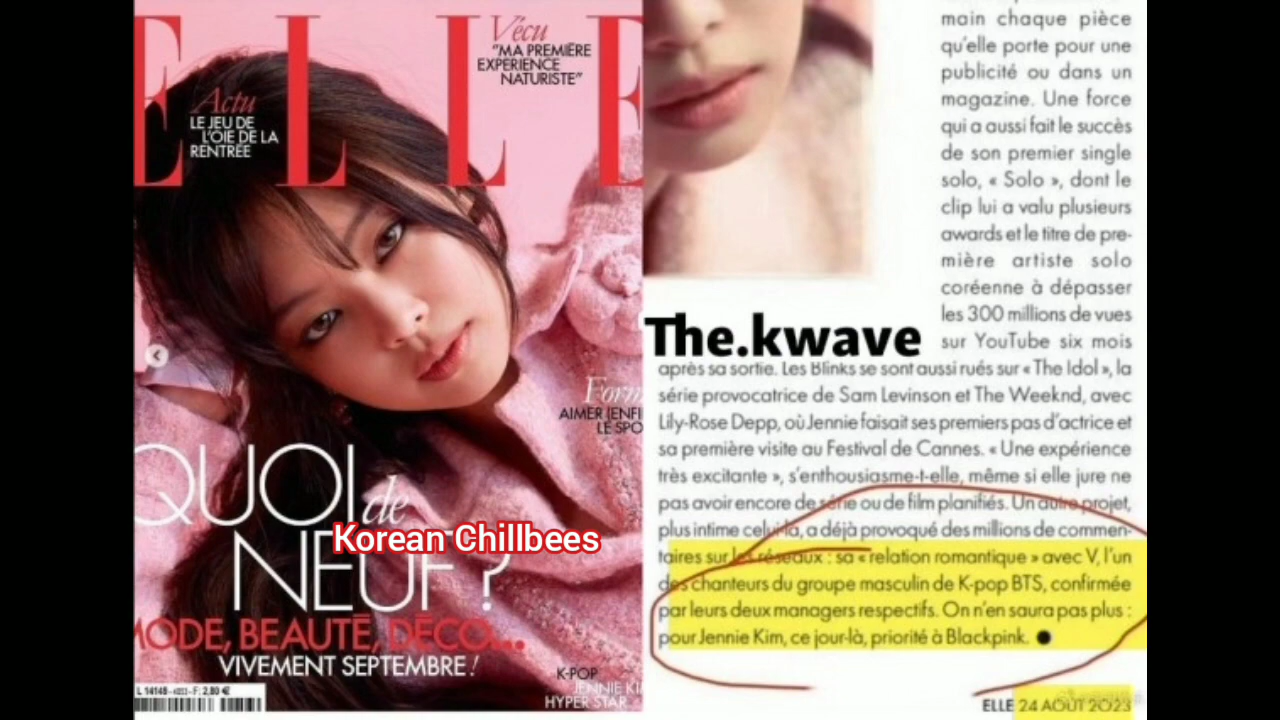 ELLE
Vécu
"MA PREMIÈRE
EXPÉRIENCE
NATURISTE"
Actu
LE JEU DE
L'OIE DE LA
RENTRÉE
Form
AIMER (ENFI
LE SPO
QUOI de
NEUF ?
MODE, BEAUTÉ, DÉCO...
VIVEMENT SEPTEMBRE !
K-POP
JENNIE KI
HYPER STAR
F: 2,80 €
Korean Chillbees
main chaque pièce
qu'elle porte pour une
publicité ou dans un
magazine. Une force
qui a aussi fait le succès
de son premier single
solo, « Solo », dont le
clip lui a valu plusieurs
awards et le titre de pre-
mière artiste solo
coréenne à dépasser
les 300 millions de vues
The.kwave
sur YouTube six mois
après sa sortie. Les Blinks se sont aussi rués sur « The Idol », la
série provocatrice de Sam Levinson et The Weeknd, avec
Lily-Rose Depp, où Jennie faisait ses premiers pas d'actrice et
sa première visite au Festival de Cannes. « Une expérience
très excitante », s'enthousiasme-t-elle, même si elle jure ne
pas avoir encore de série ou de film planifiés. Un autre projet,
plus intime celui-là, a déjà provoqué des millions de commen-
taires sur les réseaux : sa « relation romantique » avec V, l'un
des chanteurs du groupe masculin de K-pop BTS, confirmée
par leurs deux managers respectifs. On n'en saura pas plus :
pour Jennie Kim, ce jour-là, priorité à Blackpink. ●
ELLE 24 AOÛT 2023